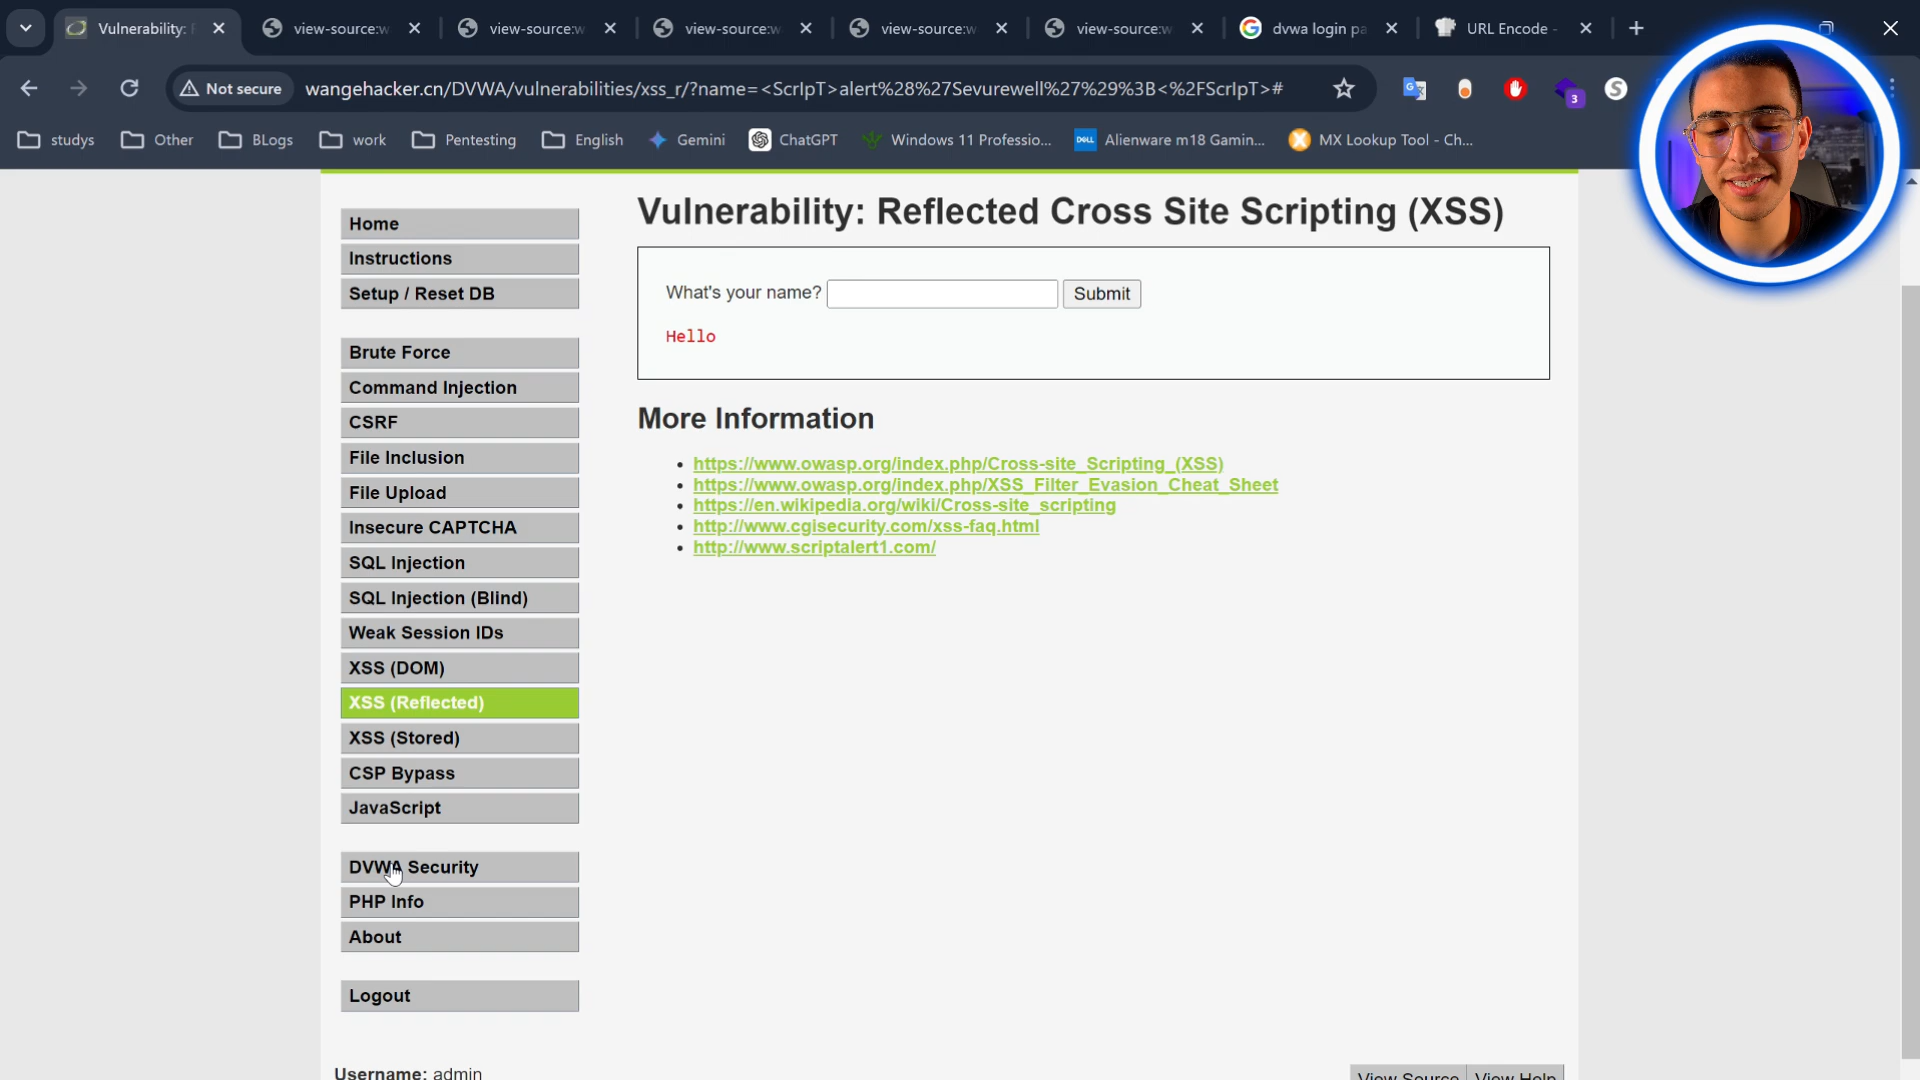 Vulnerability: 
view-source:w
view-source:w
view-source:w
view-source:w
view-source:w
dvwa login pa
URL Encode -
Not secure
wangehacker.cn/DVWA/vulnerabilities/xss_r/?name=<ScrIpT>alert%28%27Sevurewell%27%29%3B<%2FScrIpT>#
3
studys
Other
BLogs
work
Pentesting
English
Gemini
ChatGPT
Windows 11 Professio...
DELL
Alienware m18 Gamin...
MX Lookup Tool - Ch...
Home
Instructions
Setup / Reset DB
Brute Force
Command Injection
CSRF
File Inclusion
File Upload
Insecure CAPTCHA
SQL Injection
SQL Injection (Blind)
Weak Session IDs
XSS (DOM)
XSS (Reflected)
XSS (Stored)
CSP Bypass
JavaScript
DVWA Security
PHP Info
About
Logout
Username: admin
Vulnerability: Reflected Cross Site Scripting (XSS)
What's your name? Submit
Hello
More Information
https://www.owasp.org/index.php/Cross-site_Scripting_(XSS)
https://www.owasp.org/index.php/XSS_Filter_Evasion_Cheat_Sheet
https://en.wikipedia.org/wiki/Cross-site_scripting
http://www.cgisecurity.com/xss-faq.html
http://www.scriptalert1.com/
View Source View Help